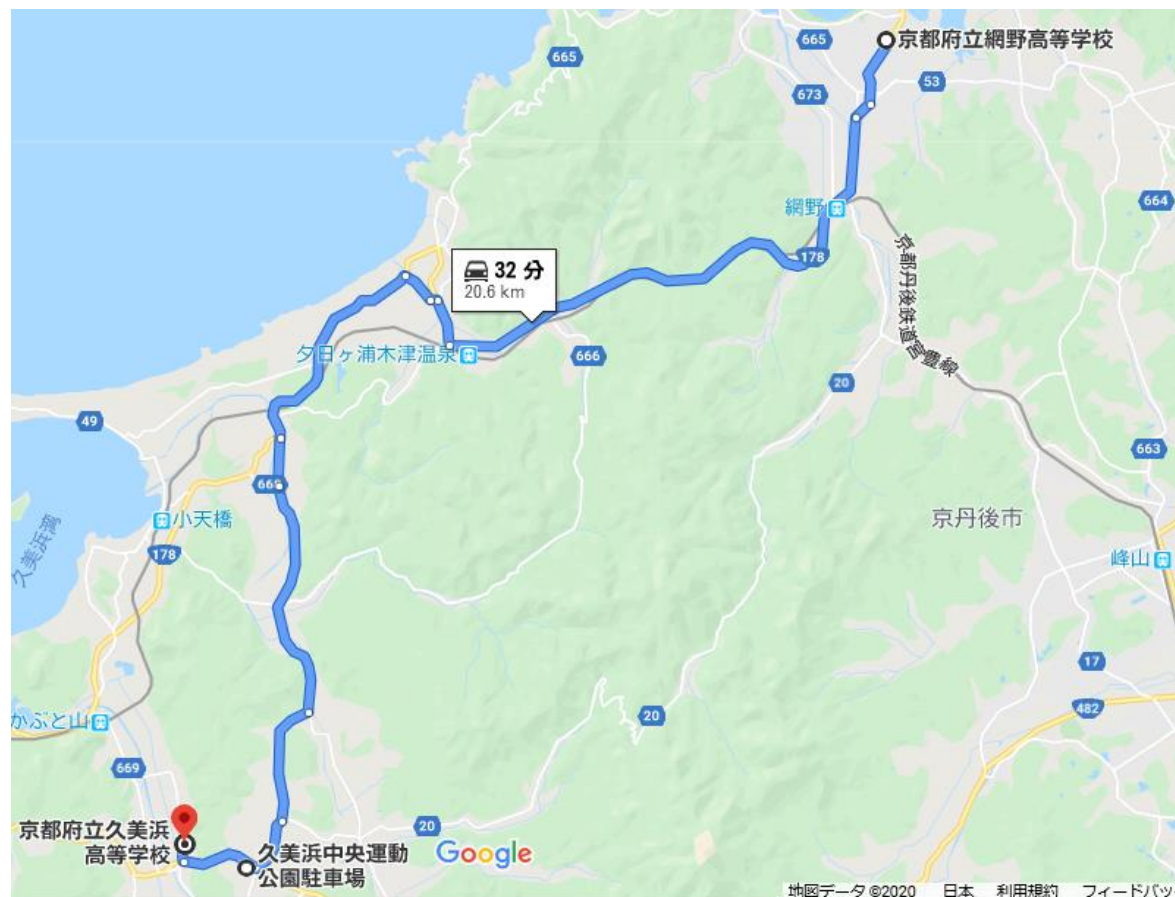 京都府立網野高等学校
665
665
53
673
664
網野
178
京都丹後鉄道宮豊線
32 分
20.6 km
夕日ヶ浦木津温泉
666
20
49
663
669
小天橋
京丹後市
178
久美浜湾
峰山
17
かぶと山
20
482
669
京都府立久美浜
高等学校
久美浜中央運動
公園駐車場
20
Google
地図データ ©2020 日本 利用規約 フィードバッ